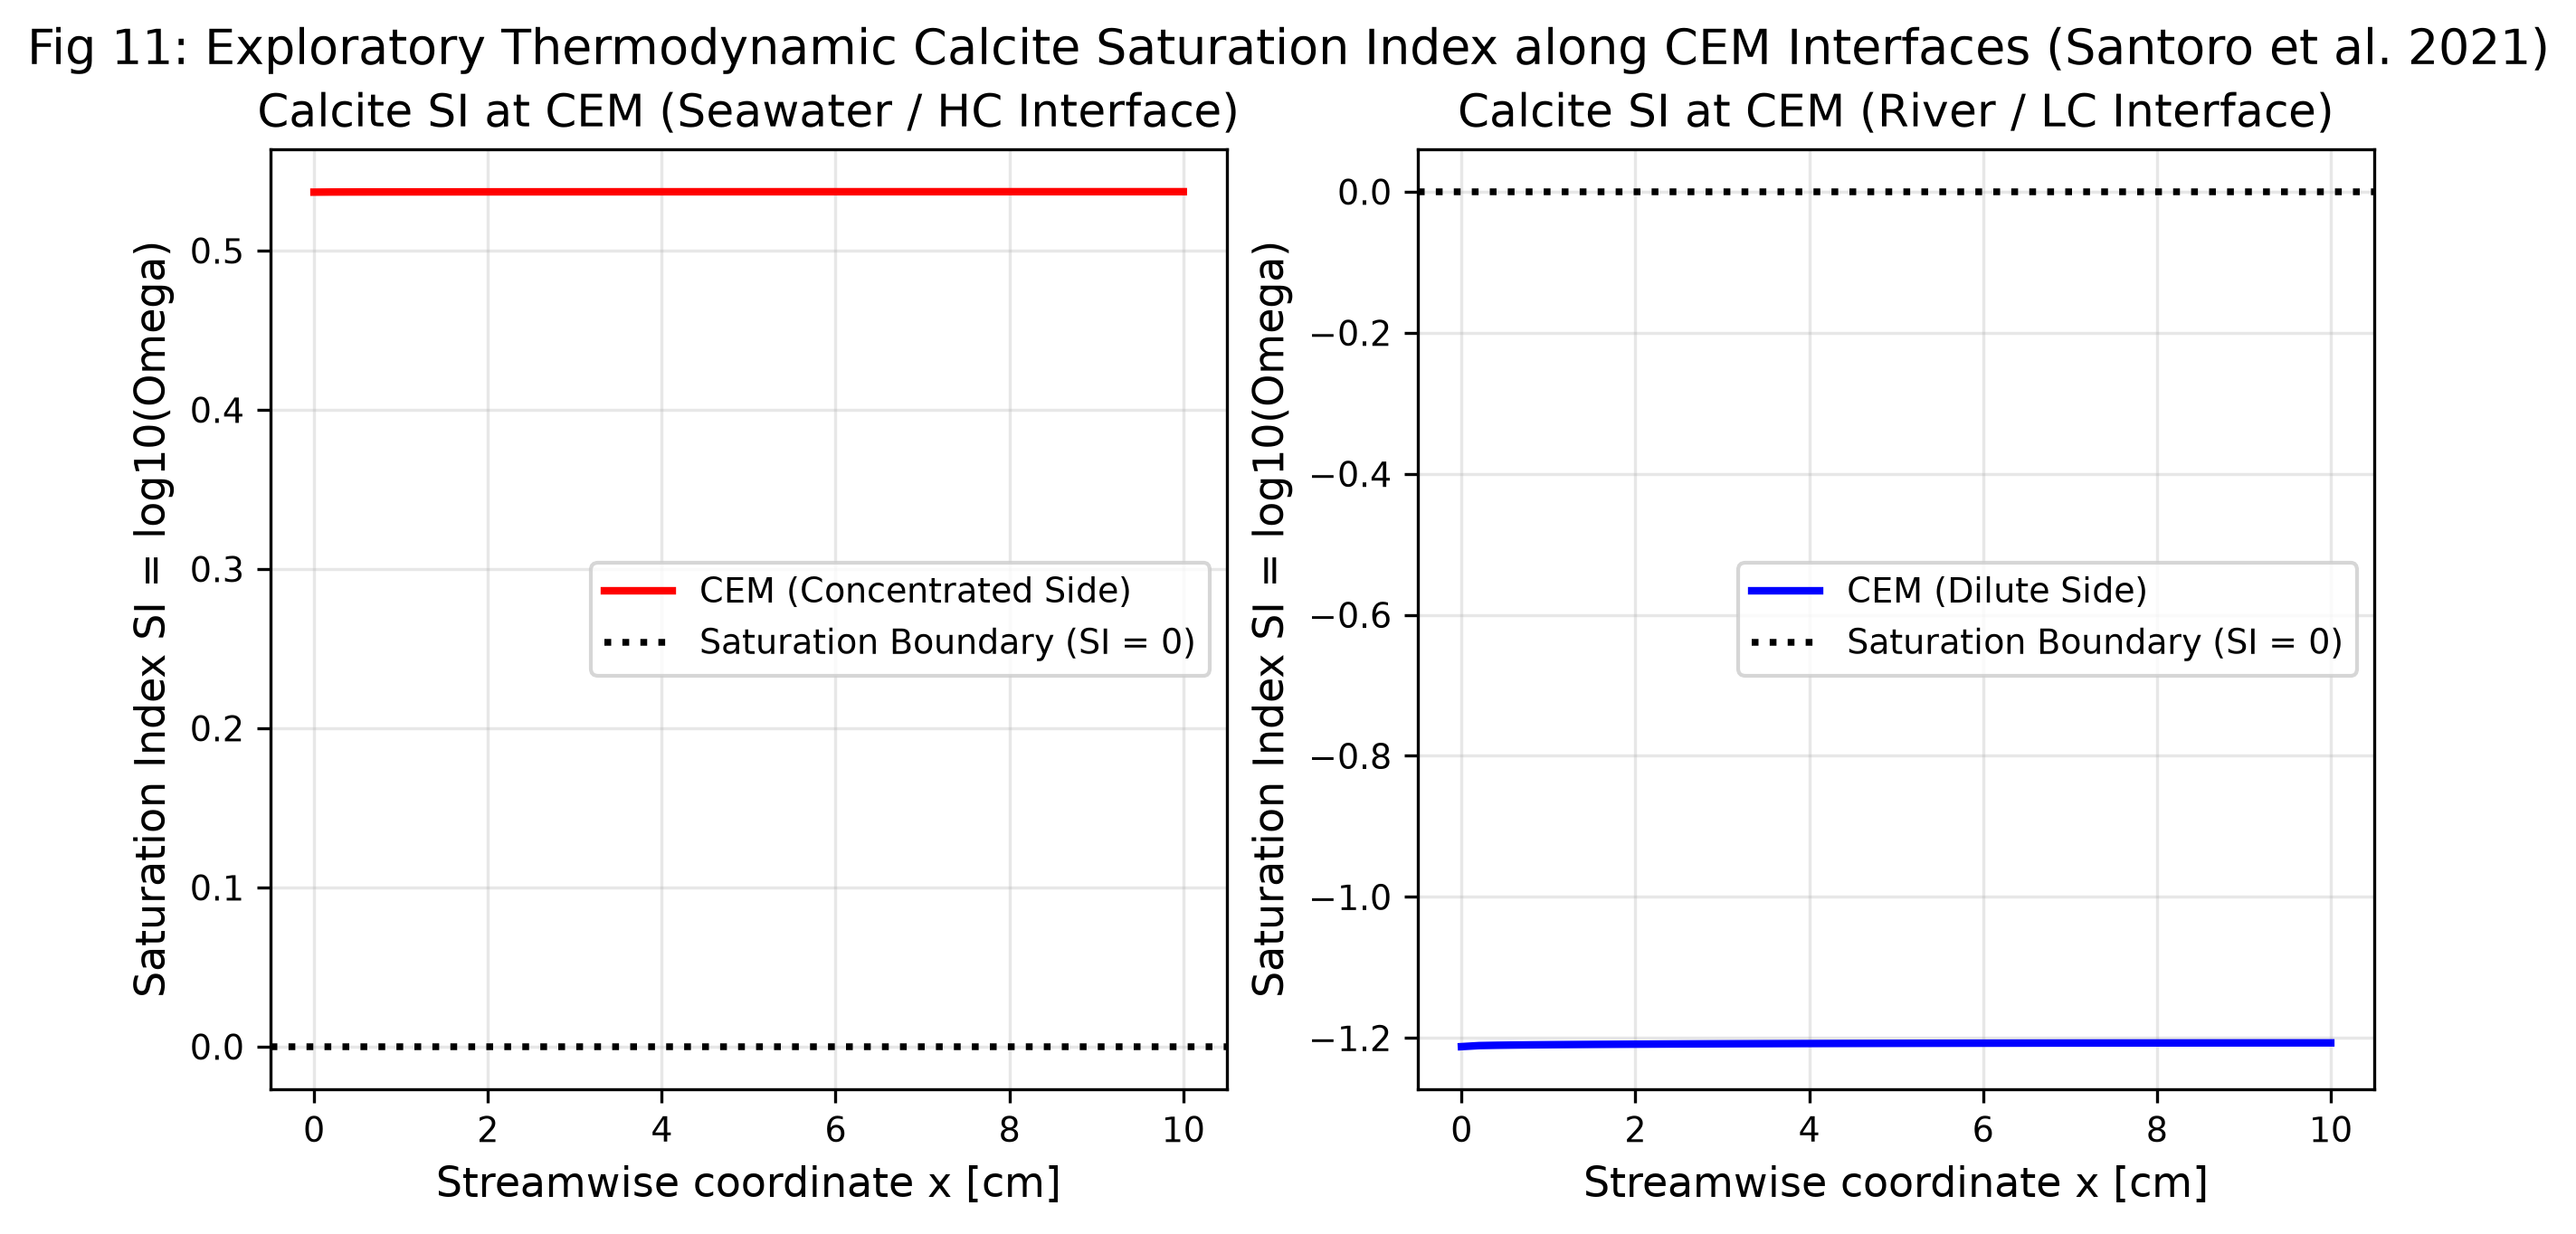 Fig 11: Exploratory Thermodynamic Calcite Saturation Index along CEM Interfaces (Santoro et al. 2021)
Calcite SI at CEM (Seawater / HC Interface)
Saturation Index SI = log10(Omega)
0.5
0.4
0.3
0.2
0.1
0.0
CEM (Concentrated Side)
Saturation Boundary (SI = 0)
0 2 4 6 8 10
Streamwise coordinate x [cm]
Calcite SI at CEM (River / LC Interface)
Saturation Index SI = log10(Omega)
0.0
−0.2
−0.4
−0.6
−0.8
−1.0
−1.2
CEM (Dilute Side)
Saturation Boundary (SI = 0)
0 2 4 6 8 10
Streamwise coordinate x [cm]